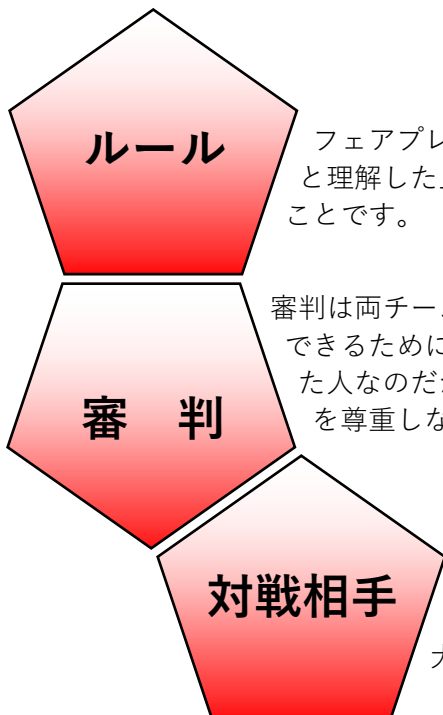 ルール
フェアプレ
と理解した
ことです。
審判は両チー
できるために
た人なのだ
を尊重し
審　判
対戦相手